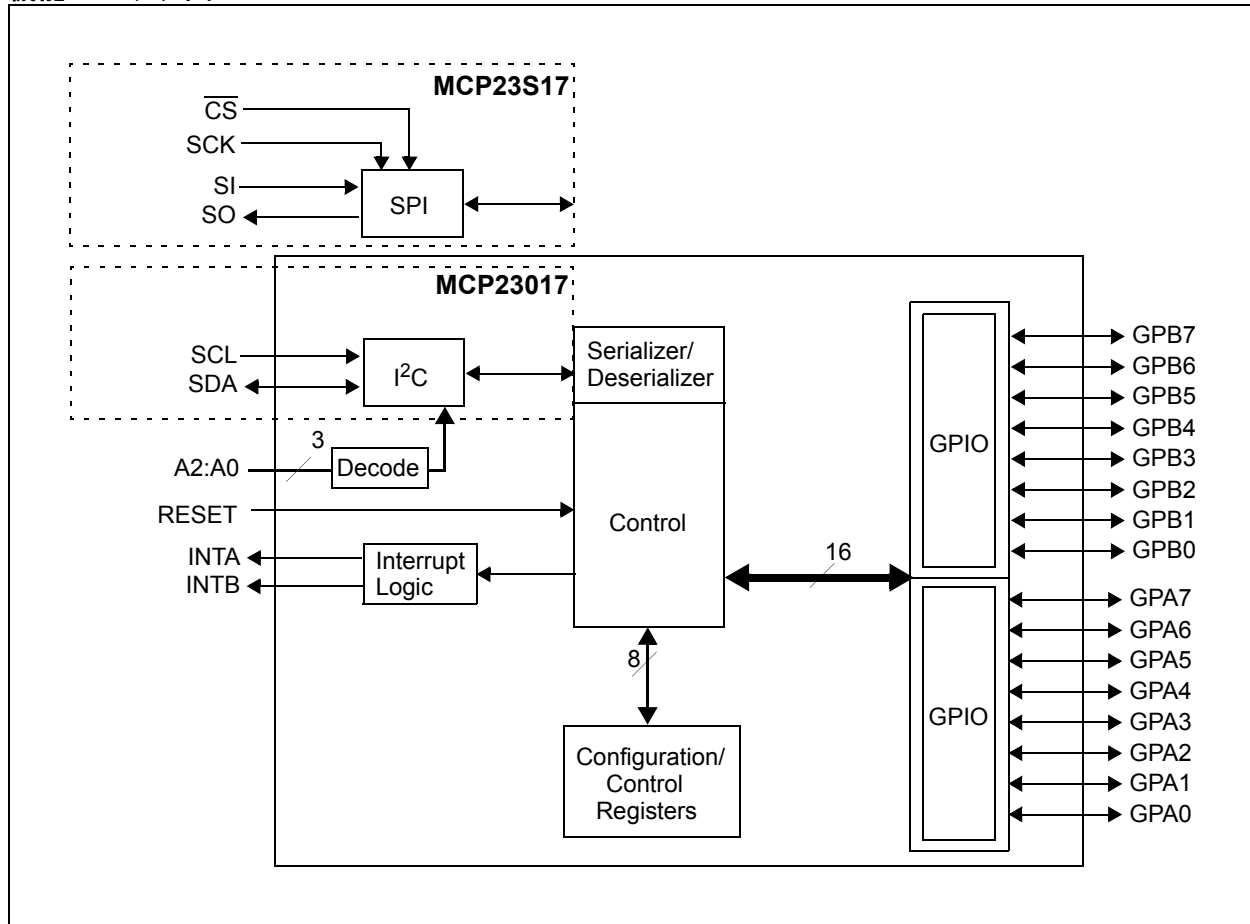 MCP23S17
CS
SCK
SI
SO
SPI
MCP23017
SCL
SDA
I²C
Serializer/
Deserializer
A2:A0
3
Decode
RESET
Control
INTA
INTB
Interrupt
Logic
16
8
Configuration/
Control
Registers
GPIO
GPB7
GPB6
GPB5
GPB4
GPB3
GPB2
GPB1
GPB0
GPIO
GPA7
GPA6
GPA5
GPA4
GPA3
GPA2
GPA1
GPA0